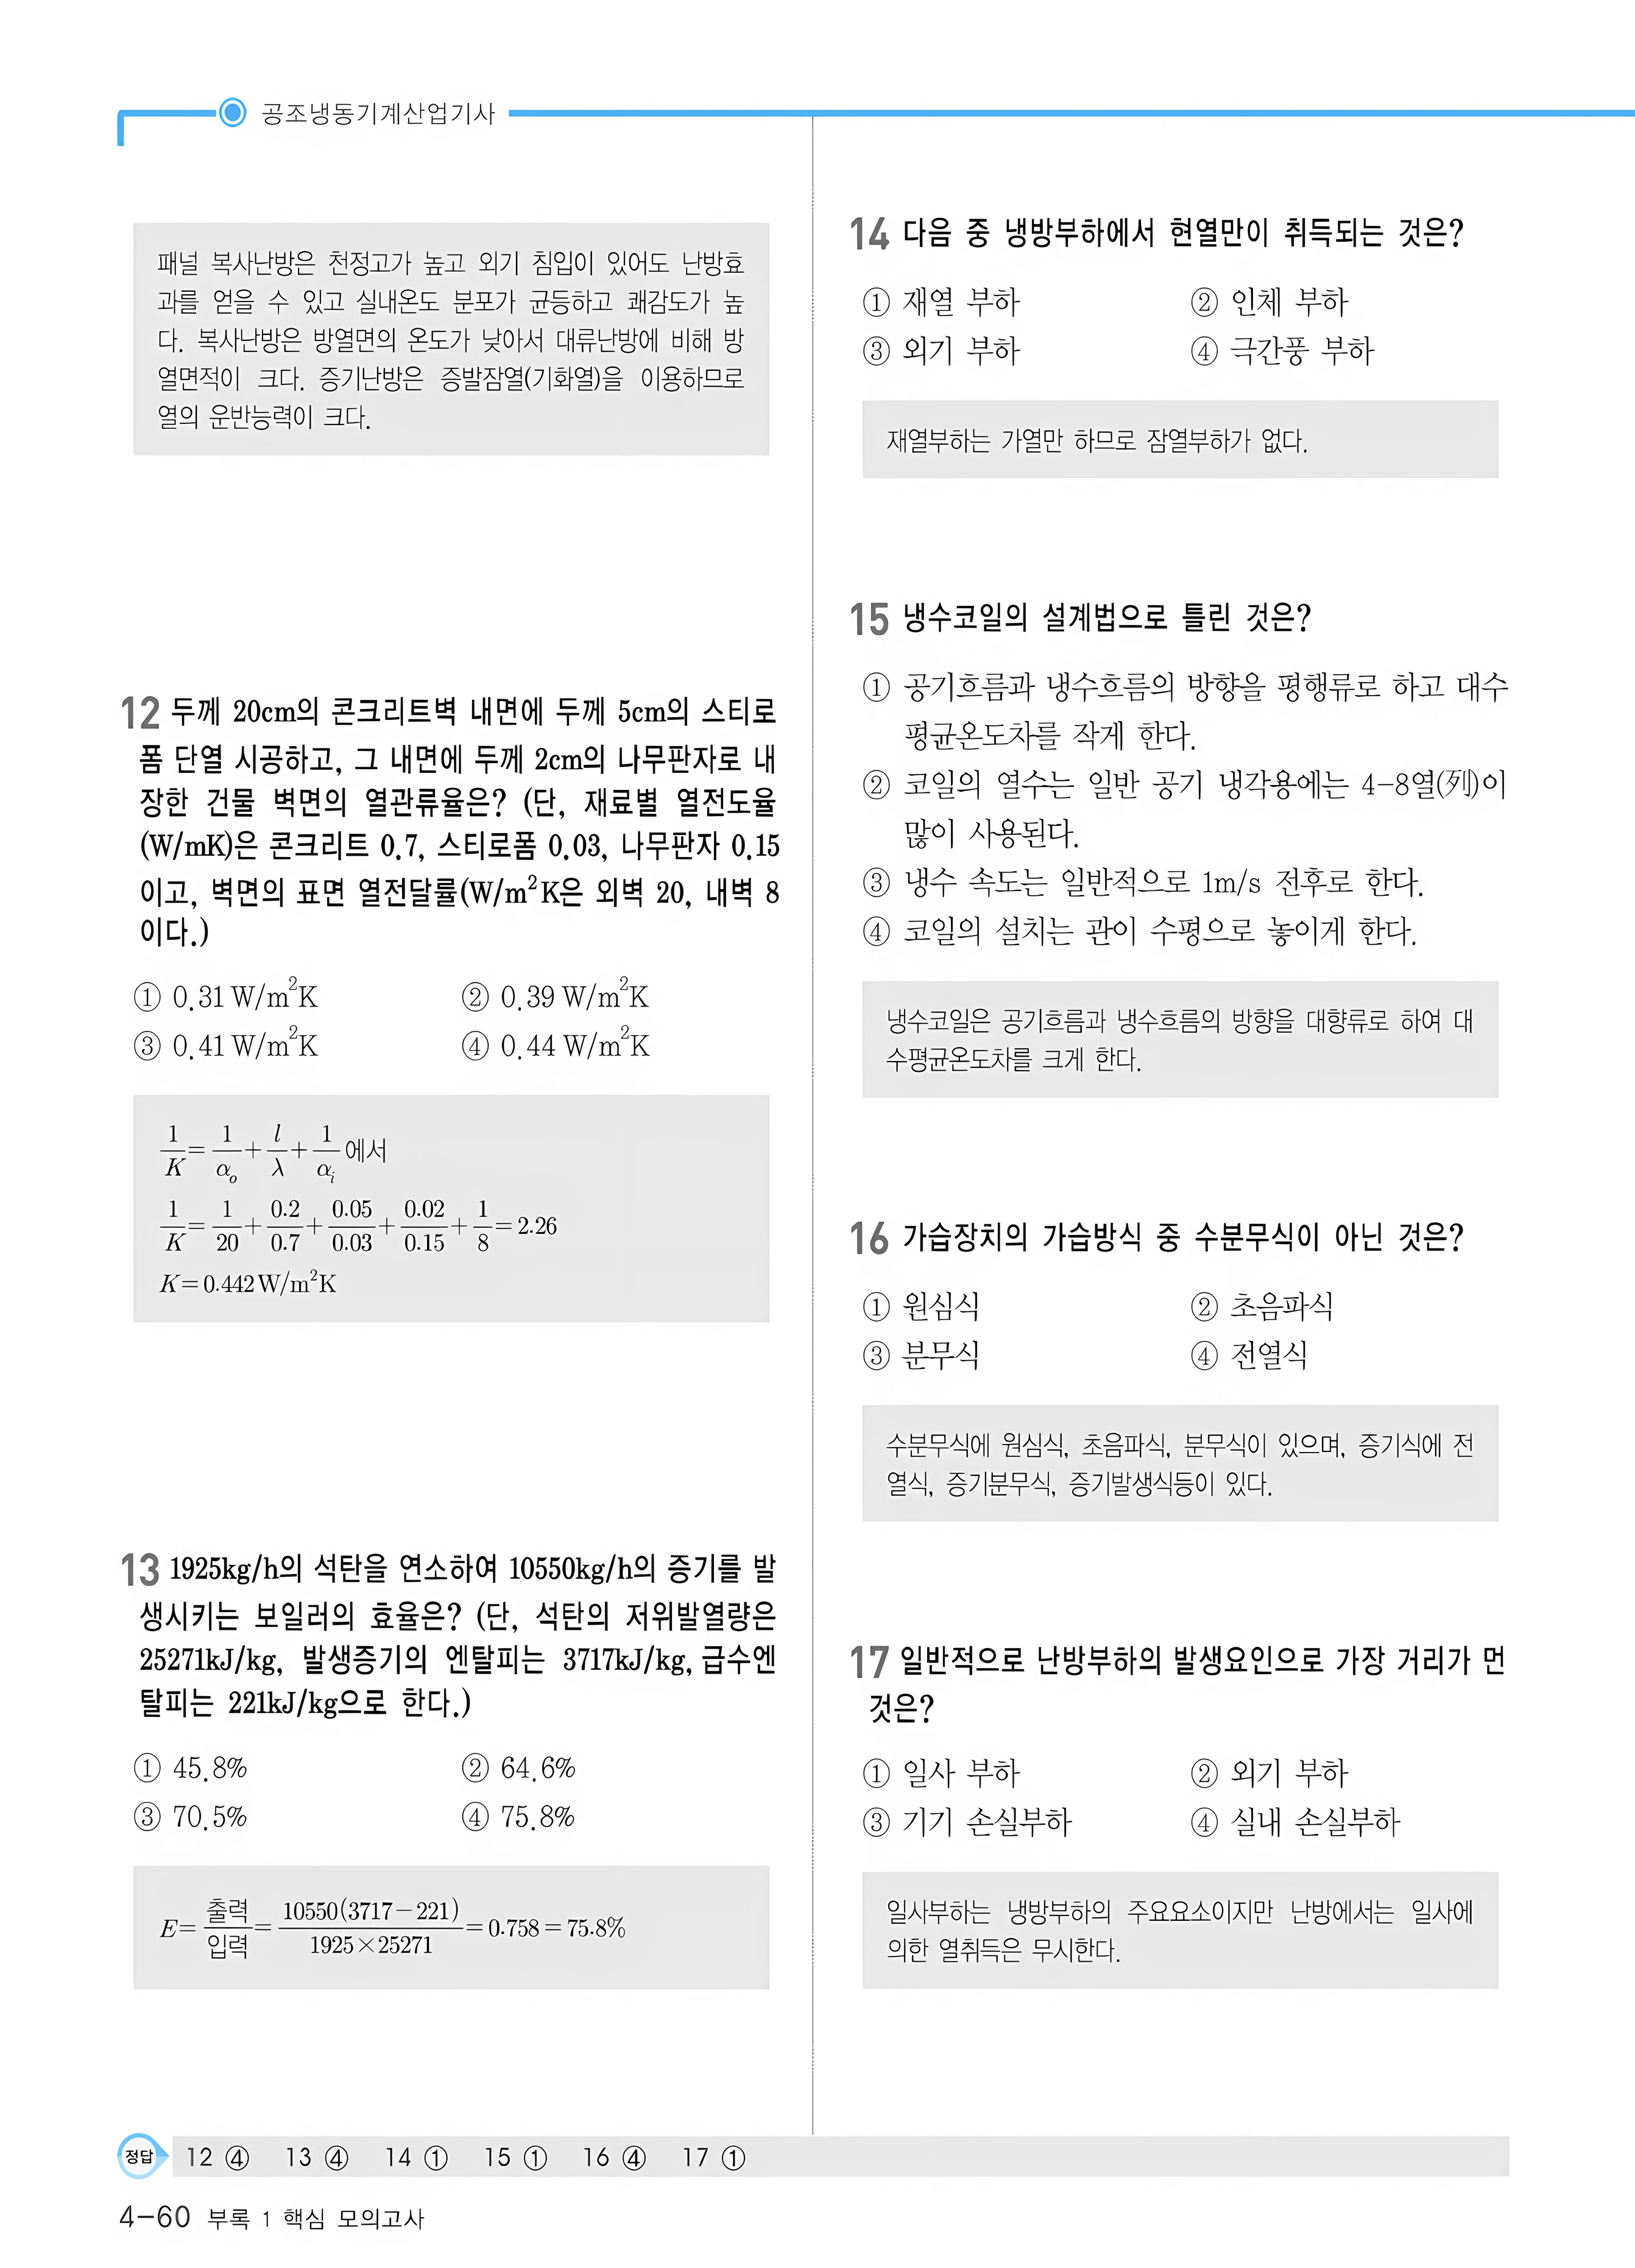 공조냉동기계산업기사
패널 복사난방은 천정고가 높고 외기 침입이 있어도 난방효
과를 얻을 수 있고 실내온도 분포가 균등하고 쾌감도가 높
다. 복사난방은 방열면의 온도가 낮아서 대류난방에 비해 방
열면적이 크다. 증기난방은 증발잠열(기화열)을 이용하므로
열의 운반능력이 크다.
12 두께 20cm의 콘크리트벽 내면에 두께 5cm의 스티로
폼 단열 시공하고, 그 내면에 두께 2cm의 나무판자로 내
장한 건물 벽면의 열관류율은? (단, 재료별 열전도율
(W/mK)은 콘크리트 0.7, 스티로폼 0.03, 나무판자 0.15
이고, 벽면의 표면 열전달률(W/m²K은 외벽 20, 내벽 8
이다.)
① 0.31 W/m²K ② 0.39 W/m²K
③ 0.41 W/m²K ④ 0.44 W/m²K
1/K = 1/αo + l/λ + 1/αi 에서
1/K = 1/20 + 0.2/0.7 + 0.05/0.03 + 0.02/0.15 + 1/8 = 2.26
K = 0.442 W/m²K
13 1925kg/h의 석탄을 연소하여 10550kg/h의 증기를 발
생시키는 보일러의 효율은? (단, 석탄의 저위발열량은
25271kJ/kg, 발생증기의 엔탈피는 3717kJ/kg, 급수엔
탈피는 221kJ/kg으로 한다.)
① 45.8% ② 64.6%
③ 70.5% ④ 75.8%
E = 출력/입력 = 10550(3717-221)/1925×25271 = 0.758 = 75.8%
14 다음 중 냉방부하에서 현열만이 취득되는 것은?
① 재열 부하 ② 인체 부하
③ 외기 부하 ④ 극간풍 부하
재열부하는 가열만 하므로 잠열부하가 없다.
15 냉수코일의 설계법으로 틀린 것은?
① 공기흐름과 냉수흐름의 방향을 평행류로 하고 대수
평균온도차를 작게 한다.
② 코일의 열수는 일반 공기 냉각용에는 4-8열(列)이
많이 사용된다.
③ 냉수 속도는 일반적으로 1m/s 전후로 한다.
④ 코일의 설치는 관이 수평으로 놓이게 한다.
냉수코일은 공기흐름과 냉수흐름의 방향을 대향류로 하여 대
수평균온도차를 크게 한다.
16 가습장치의 가습방식 중 수분무식이 아닌 것은?
① 원심식 ② 초음파식
③ 분무식 ④ 전열식
수분무식에 원심식, 초음파식, 분무식이 있으며, 증기식에 전
열식, 증기분무식, 증기발생식등이 있다.
17 일반적으로 난방부하의 발생요인으로 가장 거리가 먼
것은?
① 일사 부하 ② 외기 부하
③ 기기 손실부하 ④ 실내 손실부하
일사부하는 냉방부하의 주요요소이지만 난방에서는 일사에
의한 열취득은 무시한다.
정답 12 ④ 13 ④ 14 ① 15 ① 16 ④ 17 ①
4-60 부록 1 핵심 모의고사